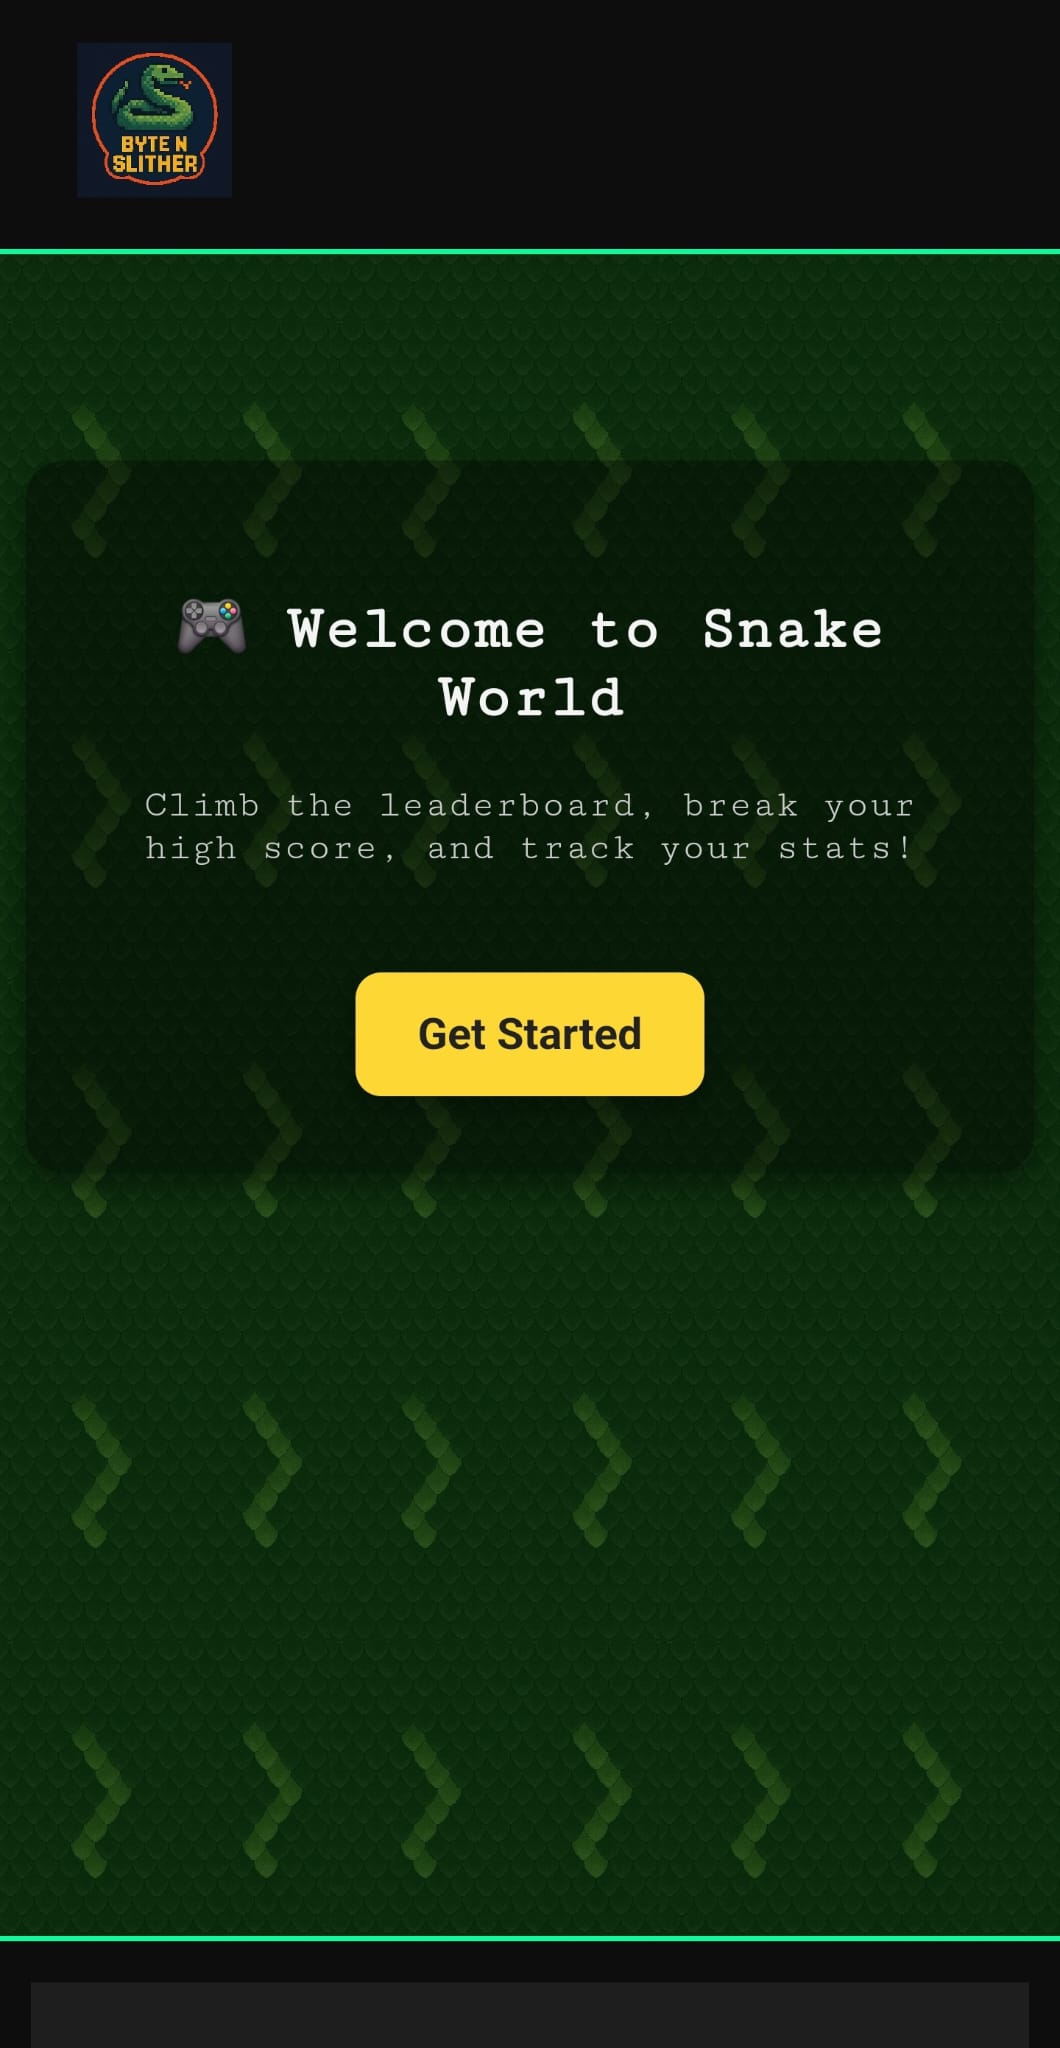 BYTE N
SLITHER
🎮 Welcome to Snake
World
Climb the leaderboard, break your
high score, and track your stats!
Get Started